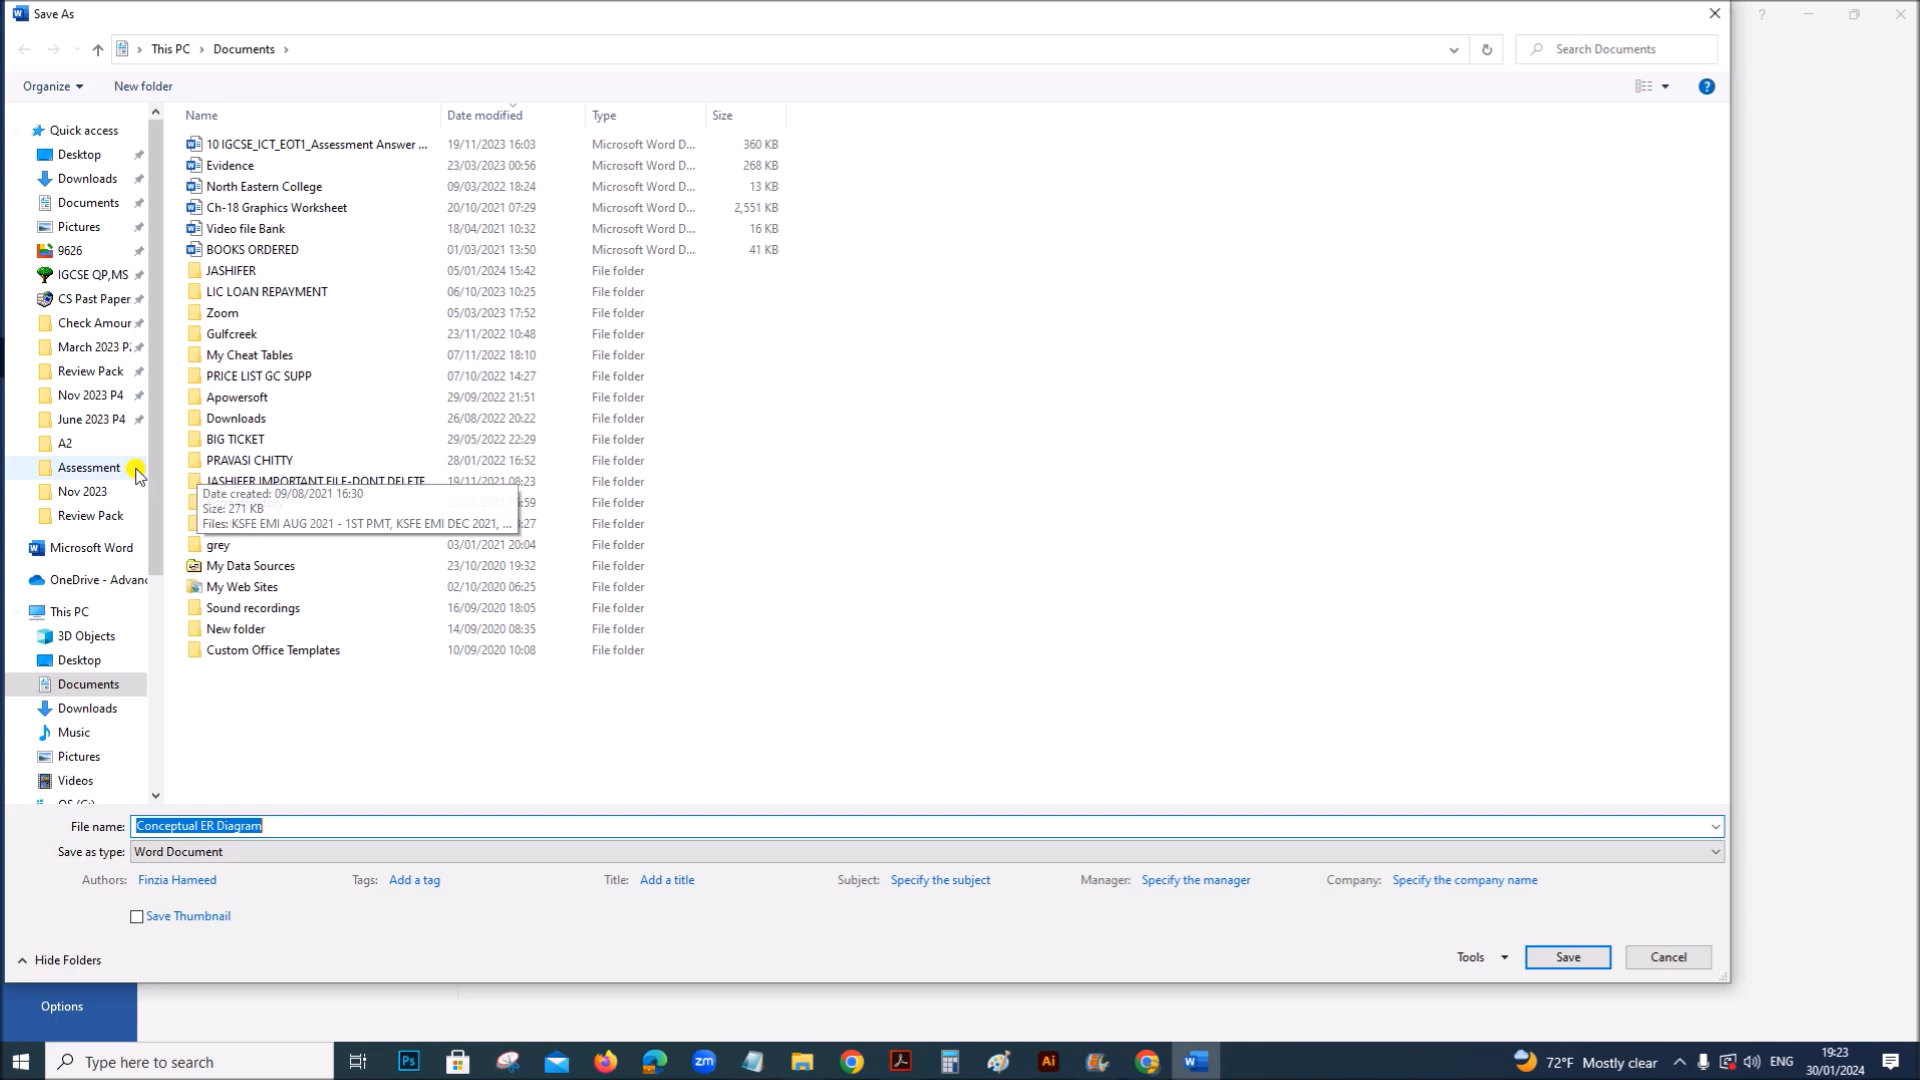 Save As
This PC > Documents >
Search Documents
Organize
New folder
Name Date modified Type Size
Quick access
Desktop
Downloads
Documents
Pictures
9626
IGCSE QP,MS
CS Past Paper
Check Amour
March 2023 P
Review Pack
Nov 2023 P4
June 2023 P4
A2
Assessment
Nov 2023
Review Pack
Microsoft Word
OneDrive - Advanc
This PC
3D Objects
Desktop
Documents
Downloads
Music
Pictures
Videos
10 IGSCE_ICT_EOT1_Assessment Answer ... 19/11/2023 16:03 Microsoft Word D... 360 KB
Evidence 23/03/2023 00:56 Microsoft Word D... 268 KB
North Eastern College 09/03/2022 18:24 Microsoft Word D... 13 KB
Ch-18 Graphics Worksheet 20/10/2021 07:29 Microsoft Word D... 2,551 KB
Video file Bank 18/04/2021 10:32 Microsoft Word D... 16 KB
BOOKS ORDERED 01/03/2021 13:50 Microsoft Word D... 41 KB
JASHIFER 05/01/2024 15:42 File folder
LIC LOAN REPAYMENT 06/10/2023 10:25 File folder
Zoom 05/03/2023 17:52 File folder
Gulfcreek 23/11/2022 10:48 File folder
My Cheat Tables 07/11/2022 18:10 File folder
PRICE LIST GC SUPP 07/10/2022 14:27 File folder
Apowersoft 29/09/2022 21:51 File folder
Downloads 26/08/2022 20:22 File folder
BIG TICKET 29/05/2022 22:29 File folder
PRAVASI CHITTY 28/01/2022 16:52 File folder
JASHIFER IMPORTANT FILE-DONT DELETE 19/11/2021 08:23 File folder
Date created: 09/08/2021 16:30
Size: 271 KB
Files: KSFE EMI AUG 2021 - 1ST PMT, KSFE EMI DEC 2021, ...
:59 File folder
:27 File folder
grey 03/01/2021 20:04 File folder
My Data Sources 23/10/2020 19:32 File folder
My Web Sites 02/10/2020 06:25 File folder
Sound recordings 16/09/2020 18:05 File folder
New folder 14/09/2020 08:35 File folder
Custom Office Templates 10/09/2020 10:08 File folder
File name: Conceptual ER Diagram
Save as type: Word Document
Authors: Finzia Hameed Tags: Add a tag Title: Add a title Subject: Specify the subject Manager: Specify the manager Company: Specify the company name
Save Thumbnail
Hide Folders
Tools
Save
Cancel
Options
Type here to search
72°F Mostly clear
ENG
19:23
30/01/2024